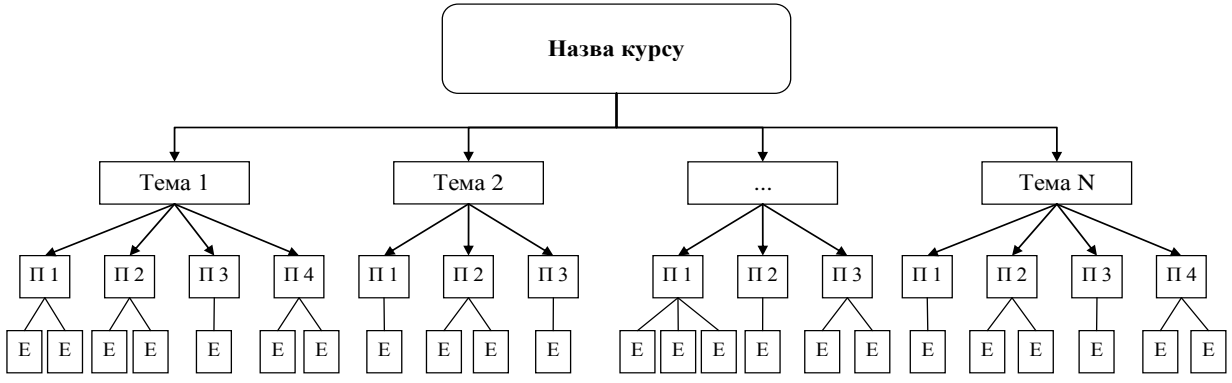 Назва курсу
Тема 1 Тема 2 ... Тема N
П 1 П 2 П 3 П 4 П 1 П 2 П 3 П 1 П 2 П 3 П 1 П 2 П 3 П 4
Е Е Е Е Е Е Е Е Е Е Е Е Е Е Е Е Е Е Е Е Е Е Е Е